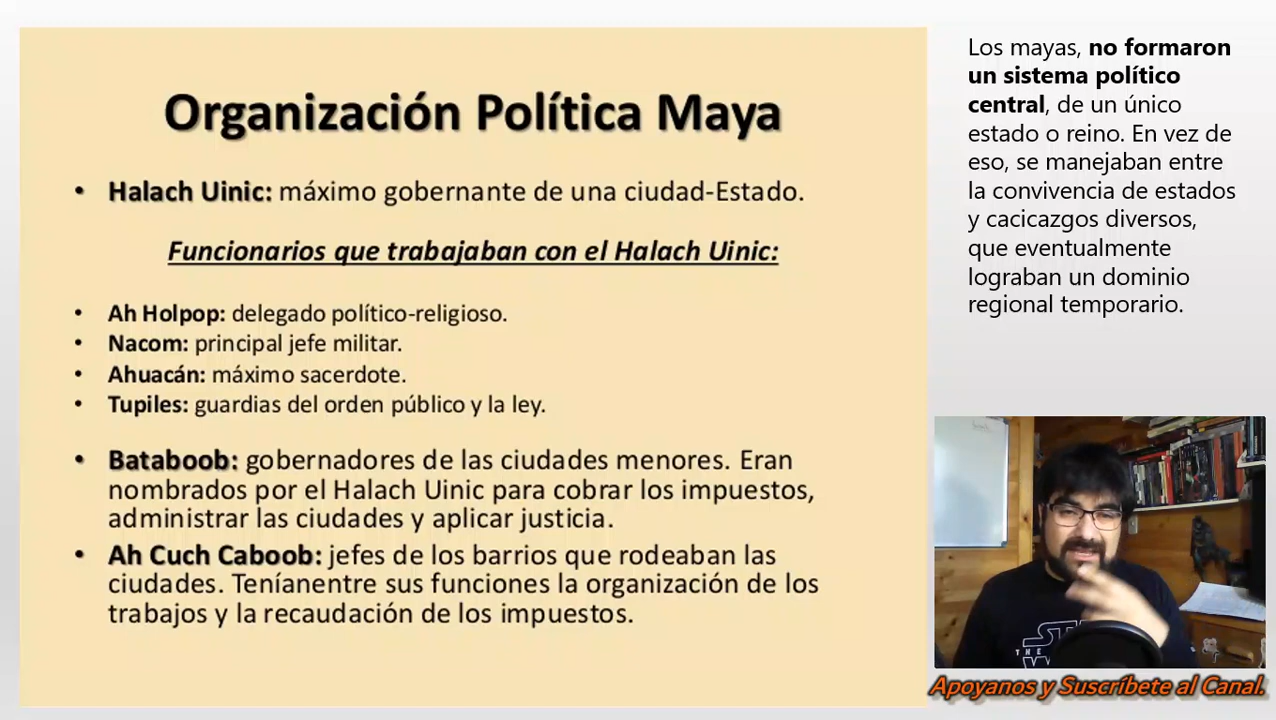 Organización Política Maya
• Halach Uinic: máximo gobernante de una ciudad-Estado.
Funcionarios que trabajaban con el Halach Uinic:
• Ah Holpop: delegado político-religioso.
• Nacom: principal jefe militar.
• Ahuacán: máximo sacerdote.
• Tupiles: guardias del orden público y la ley.
• Bataboob: gobernadores de las ciudades menores. Eran
nombrados por el Halach Uinic para cobrar los impuestos,
administrar las ciudades y aplicar justicia.
• Ah Cuch Caboob: jefes de los barrios que rodeaban las
ciudades. Teníanentre sus funciones la organización de los
trabajos y la recaudación de los impuestos.
Los mayas, no formaron
un sistema político
central, de un único
estado o reino. En vez de
eso, se manejaban entre
la convivencia de estados
y cacicazgos diversos,
que eventualmente
lograban un dominio
regional temporario.
THE
Apoyanos y Suscríbete al Canal.